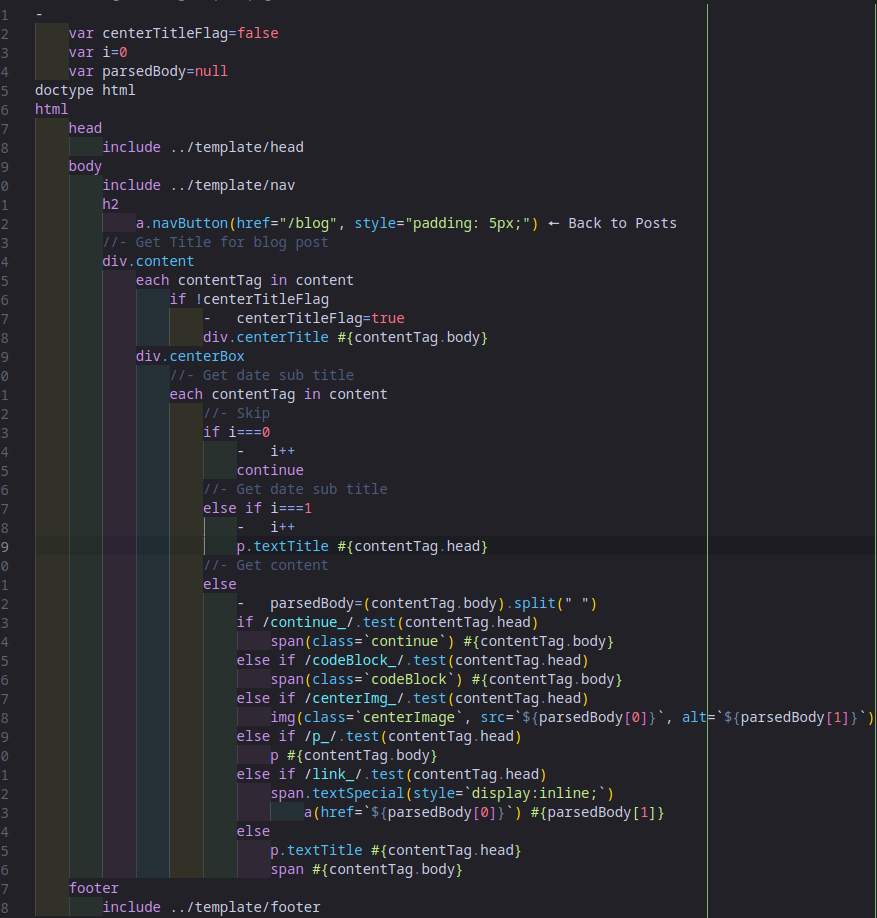 1 -
2 var centerTitleFlag=false
3 var i=0
4 var parsedBody=null
5 doctype html
6 html
7 head
8 include ../template/head
9 body
0 include ../template/nav
1 h2
2 a.navButton(href="/blog", style="padding: 5px;") ← Back to Posts
3 //- Get Title for blog post
4 div.content
5 each contentTag in content
6 if !centerTitleFlag
7 - centerTitleFlag=true
8 div.centerTitle #{contentTag.body}
9 div.centerBox
0 //- Get date sub title
1 each contentTag in content
2 //- Skip
3 if i===0
4 - i++
5 continue
6 //- Get date sub title
7 else if i===1
8 - i++
9 p.textTitle #{contentTag.head}
0 //- Get content
1 else
2 - parsedBody=(contentTag.body).split(" ")
3 if /continue_/.test(contentTag.head)
4 span(class=`continue`) #{contentTag.body}
5 else if /codeBlock_/.test(contentTag.head)
6 span(class=`codeBlock`) #{contentTag.body}
7 else if /centerImg_/.test(contentTag.head)
8 img(class=`centerImage`, src=`${parsedBody[0]}`, alt=`${parsedBody[1]}`)
9 else if /p_/.test(contentTag.head)
0 p #{contentTag.body}
1 else if /link_/.test(contentTag.head)
2 span.textSpecial(style=`display:inline;`)
3 a(href=`${parsedBody[0]}`) #{parsedBody[1]}
4 else
5 p.textTitle #{contentTag.head}
6 span #{contentTag.body}
7 footer
8 include ../template/footer